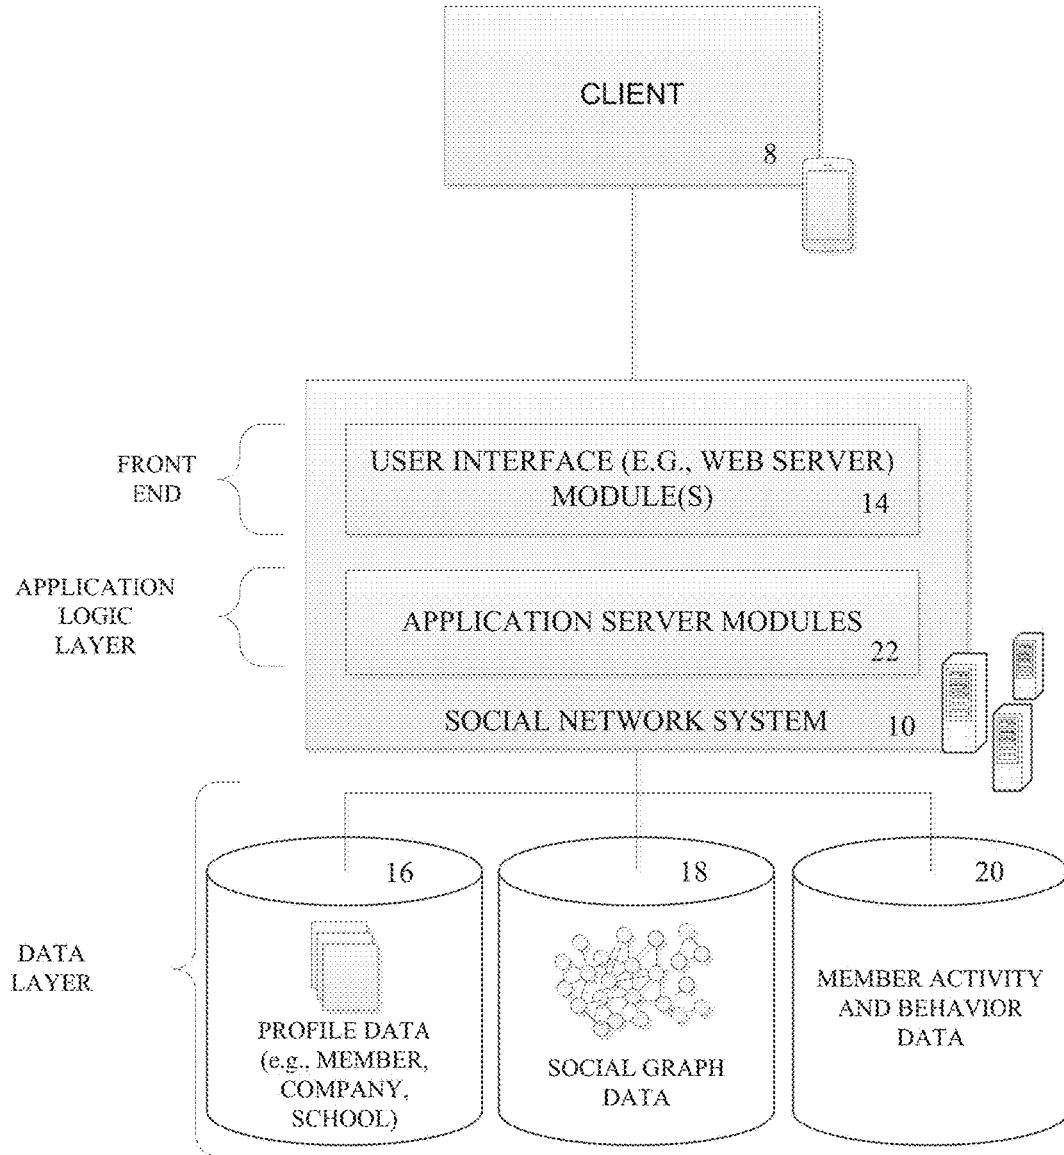 CLIENT
8
FRONT
END
USER INTERFACE (E.G., WEB SERVER)
MODULE(S)
14
APPLICATION
LOGIC
LAYER
APPLICATION SERVER MODULES
22
SOCIAL NETWORK SYSTEM
10
DATA
LAYER
16
PROFILE DATA
(e.g., MEMBER,
COMPANY,
SCHOOL)
18
SOCIAL GRAPH
DATA
20
MEMBER ACTIVITY
AND BEHAVIOR
DATA